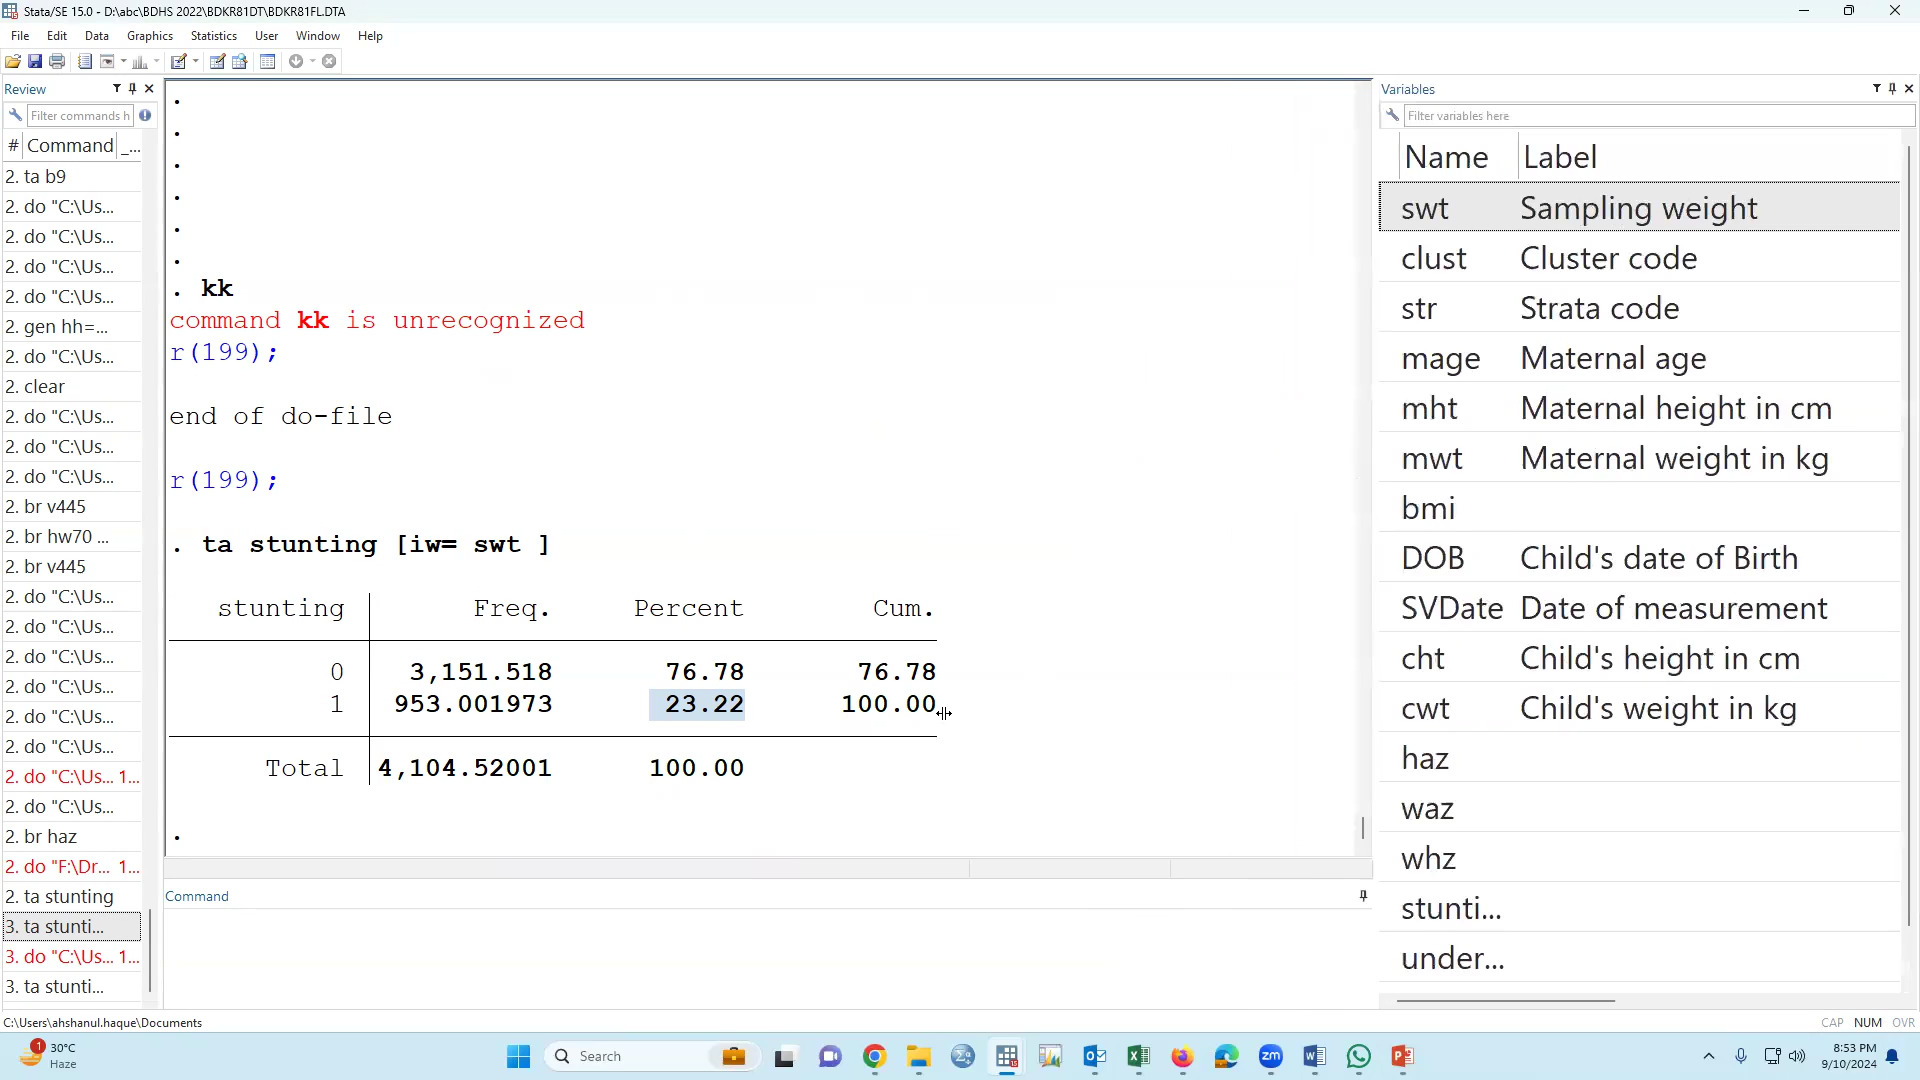 Stata/SE 15.0 - D:\abc\BDHS 2022\BDKR81DT\BDKR81FL.DTA
File Edit Data Graphics Statistics User Window Help
Review
Filter commands h
# Command _...
2. ta b9
2. do "C:\Us...
2. do "C:\Us...
2. do "C:\Us...
2. do "C:\Us...
2. gen hh=...
2. do "C:\Us...
2. clear
2. do "C:\Us...
2. do "C:\Us...
2. do "C:\Us...
2. br v445
2. br hw70 ...
2. br v445
2. do "C:\Us...
2. do "C:\Us...
2. do "C:\Us...
2. do "C:\Us...
2. do "C:\Us...
2. do "C:\Us...
2. do "C:\Us... 1...
2. do "C:\Us...
2. br haz
2. do "F:\Dr... 1...
2. ta stunting
3. ta stunti...
3. do "C:\Us... 1...
3. ta stunti...
.
.
.
.
.
.
. kk
command kk is unrecognized
r(199);
end of do-file
r(199);
. ta stunting [iw= swt ]
stunting Freq. Percent Cum.
0 3,151.518 76.78 76.78
1 953.001973 23.22 100.00
Total 4,104.52001 100.00
.
Command
Variables
Filter variables here
Name Label
swt Sampling weight
clust Cluster code
str Strata code
mage Maternal age
mht Maternal height in cm
mwt Maternal weight in kg
bmi
DOB Child's date of Birth
SVDate Date of measurement
cht Child's height in cm
cwt Child's weight in kg
haz
waz
whz
stunti...
under...
C:\Users\ahshanul.haque\Documents
CAP NUM OVR
1
30°C
Haze
Search
zm
8:53 PM
9/10/2024